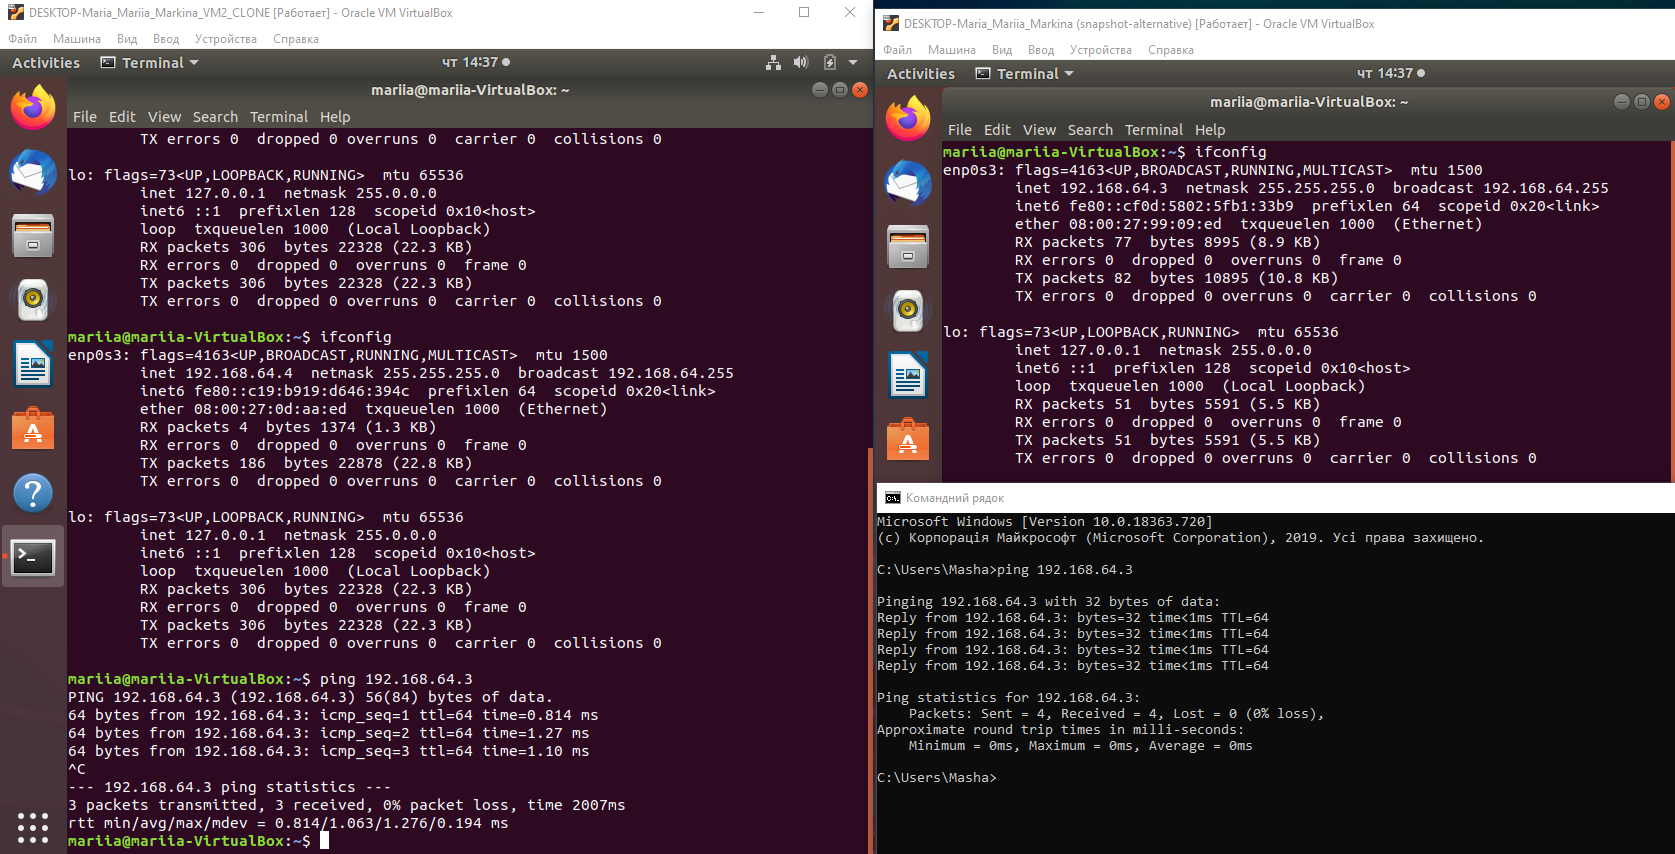 DESKTOP-Maria_Mariia_Markina_VM2_CLONE [Работает] - Oracle VM VirtualBox
Файл Машина Вид Ввод Устройства Справка
Activities Terminal чт 14:37
mariia@mariia-VirtualBox: ~
File Edit View Search Terminal Help
TX errors 0  dropped 0 overruns 0  carrier 0  collisions 0
lo: flags=73<UP,LOOPBACK,RUNNING>  mtu 65536
inet 127.0.0.1  netmask 255.0.0.0
inet6 ::1  prefixlen 128  scopeid 0x10<host>
loop  txqueuelen 1000  (Local Loopback)
RX packets 306  bytes 22328 (22.3 KB)
RX errors 0  dropped 0  overruns 0  frame 0
TX packets 306  bytes 22328 (22.3 KB)
TX errors 0  dropped 0 overruns 0  carrier 0  collisions 0
mariia@mariia-VirtualBox:~$ ifconfig
enp0s3: flags=4163<UP,BROADCAST,RUNNING,MULTICAST>  mtu 1500
inet 192.168.64.4  netmask 255.255.255.0  broadcast 192.168.64.255
inet6 fe80::c19:b919:d646:394c  prefixlen 64  scopeid 0x20<link>
ether 08:00:27:0d:aa:ed  txqueuelen 1000  (Ethernet)
RX packets 4  bytes 1374 (1.3 KB)
RX errors 0  dropped 0  overruns 0  frame 0
TX packets 186  bytes 22878 (22.8 KB)
TX errors 0  dropped 0 overruns 0  carrier 0  collisions 0
lo: flags=73<UP,LOOPBACK,RUNNING>  mtu 65536
inet 127.0.0.1  netmask 255.0.0.0
inet6 ::1  prefixlen 128  scopeid 0x10<host>
loop  txqueuelen 1000  (Local Loopback)
RX packets 306  bytes 22328 (22.3 KB)
RX errors 0  dropped 0  overruns 0  frame 0
TX packets 306  bytes 22328 (22.3 KB)
TX errors 0  dropped 0 overruns 0  carrier 0  collisions 0
mariia@mariia-VirtualBox:~$ ping 192.168.64.3
PING 192.168.64.3 (192.168.64.3) 56(84) bytes of data.
64 bytes from 192.168.64.3: icmp_seq=1 ttl=64 time=0.814 ms
64 bytes from 192.168.64.3: icmp_seq=2 ttl=64 time=1.27 ms
64 bytes from 192.168.64.3: icmp_seq=3 ttl=64 time=1.10 ms
^C
--- 192.168.64.3 ping statistics ---
3 packets transmitted, 3 received, 0% packet loss, time 2007ms
rtt min/avg/max/mdev = 0.814/1.063/1.276/0.194 ms
mariia@mariia-VirtualBox:~$
DESKTOP-Maria_Mariia_Markina (snapshot-alternative) [Работает] - Oracle VM VirtualBox
Файл Машина Вид Ввод Устройства Справка
Activities Terminal чт 14:37
mariia@mariia-VirtualBox: ~
File Edit View Search Terminal Help
mariia@mariia-VirtualBox:~$ ifconfig
enp0s3: flags=4163<UP,BROADCAST,RUNNING,MULTICAST>  mtu 1500
inet 192.168.64.3  netmask 255.255.255.0  broadcast 192.168.64.255
inet6 fe80::cf0d:5802:5fb1:33b9  prefixlen 64  scopeid 0x20<link>
ether 08:00:27:99:09:ed  txqueuelen 1000  (Ethernet)
RX packets 77  bytes 8995 (8.9 KB)
RX errors 0  dropped 0  overruns 0  frame 0
TX packets 82  bytes 10895 (10.8 KB)
TX errors 0  dropped 0 overruns 0  carrier 0  collisions 0
lo: flags=73<UP,LOOPBACK,RUNNING>  mtu 65536
inet 127.0.0.1  netmask 255.0.0.0
inet6 ::1  prefixlen 128  scopeid 0x10<host>
loop  txqueuelen 1000  (Local Loopback)
RX packets 51  bytes 5591 (5.5 KB)
RX errors 0  dropped 0  overruns 0  frame 0
TX packets 51  bytes 5591 (5.5 KB)
TX errors 0  dropped 0 overruns 0  carrier 0  collisions 0
Командний рядок
Microsoft Windows [Version 10.0.18363.720]
(c) Корпорація Майкрософт (Microsoft Corporation), 2019. Усі права захищено.
C:\Users\Masha>ping 192.168.64.3
Pinging 192.168.64.3 with 32 bytes of data:
Reply from 192.168.64.3: bytes=32 time<1ms TTL=64
Reply from 192.168.64.3: bytes=32 time<1ms TTL=64
Reply from 192.168.64.3: bytes=32 time<1ms TTL=64
Reply from 192.168.64.3: bytes=32 time<1ms TTL=64
Ping statistics for 192.168.64.3:
Packets: Sent = 4, Received = 4, Lost = 0 (0% loss),
Approximate round trip times in milli-seconds:
Minimum = 0ms, Maximum = 0ms, Average = 0ms
C:\Users\Masha>